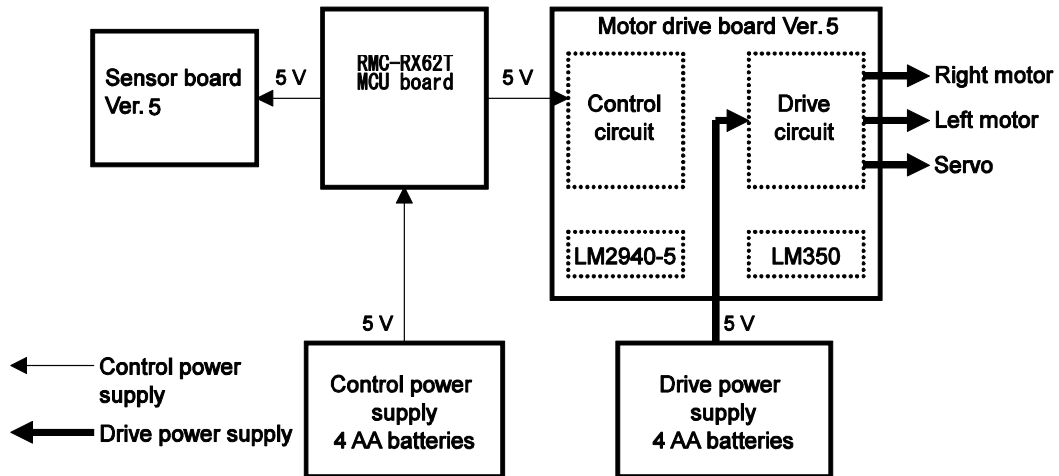 Motor drive board Ver. 5
Sensor board
Ver. 5
5 V
RMC-RX62T
MCU board
5 V
Control
circuit
Drive
circuit
Right motor
Left motor
Servo
LM2940-5
LM350
5 V
5 V
Control power
supply
Drive power supply
Control power
supply
4 AA batteries
Drive power
supply
4 AA batteries